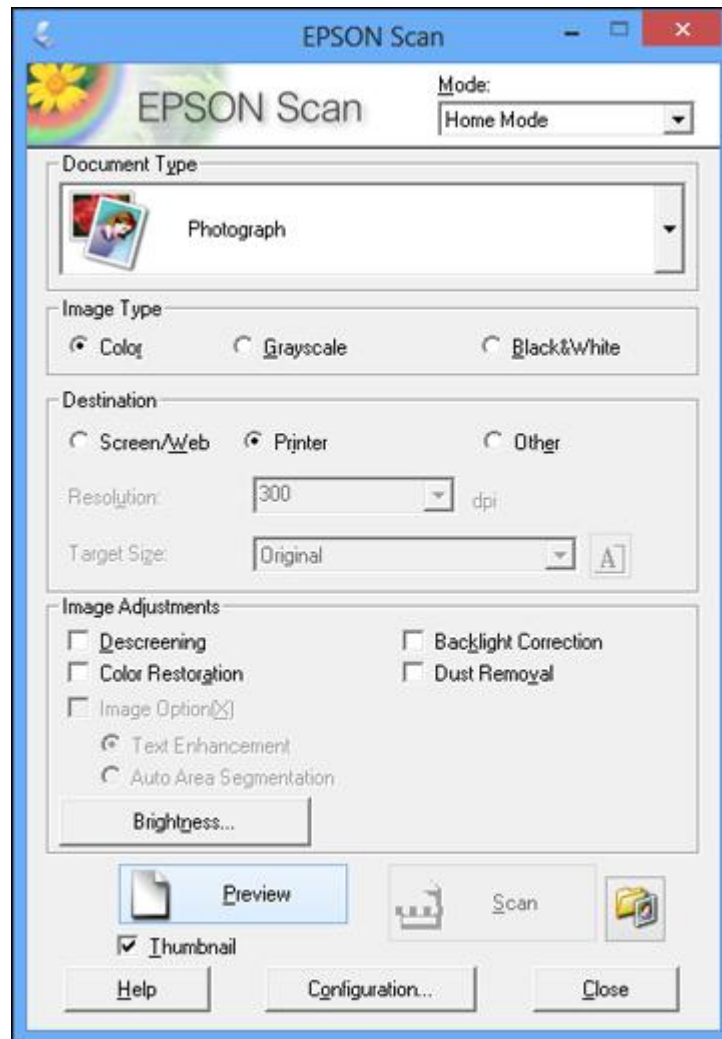 EPSON Scan
EPSON Scan
Mode:
Home Mode
Document Type
Photograph
Image Type
Color Grayscale Black&White
Destination
Screen/Web Printer Other
Resolution: 300 dpi
Target Size: Original A
Image Adjustments
Descreening Backlight Correction
Color Restoration Dust Removal
Image Option(X)
Text Enhancement
Auto Area Segmentation
Brightness...
Preview Scan
Thumbnail
Help Configuration... Close